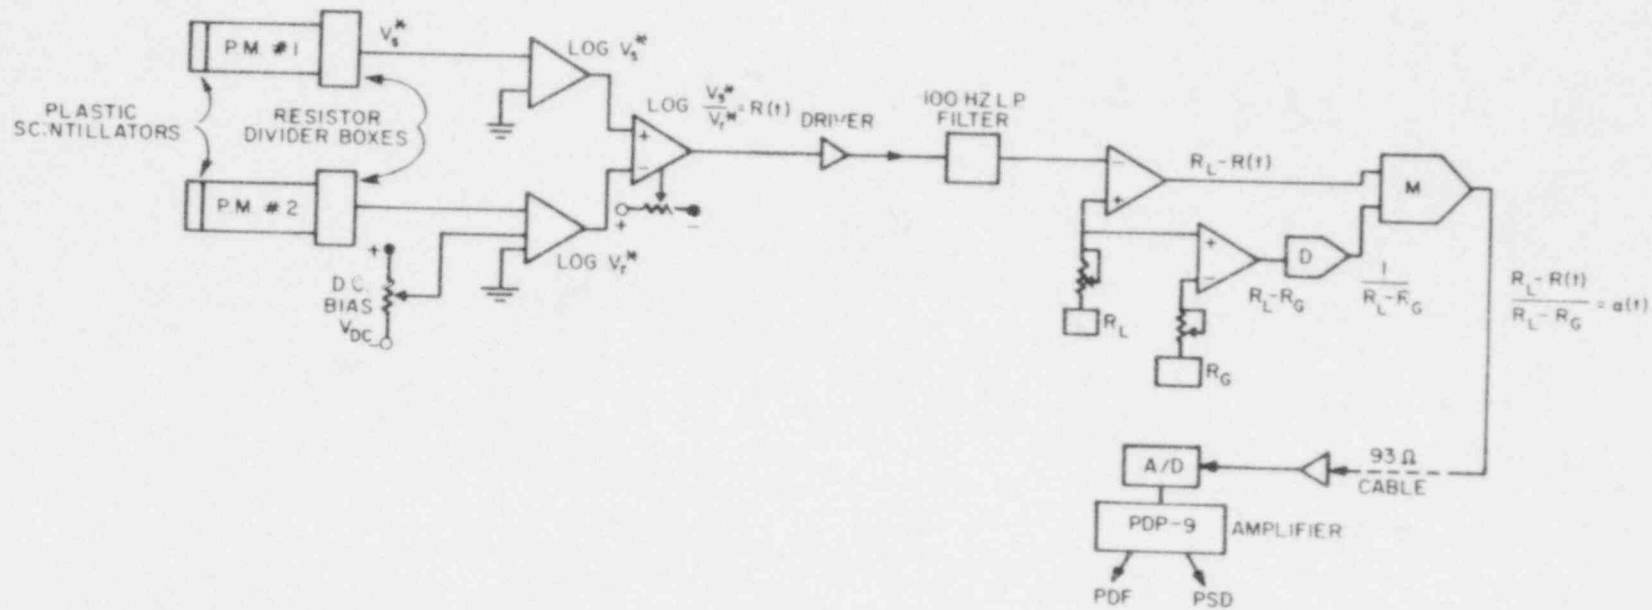 P.M. #1
V_s*
LOG V_s*
PLASTIC
SCINTILLATORS
RESISTOR
DIVIDER BOXES
LOG V_s*/V_r* = R(t)
DRIVER
100 HZ L.P.
FILTER
+
−
P.M. #2
+
−
LOG V_r*
+
D.C.
BIAS
V_DC
−
−
+
R_L-R(t)
M
+
−
D
R_L-R_G
1/(R_L-R_G)
R_L
R_G
(R_L-R(t))/(R_L-R_G) = α(t)
A/D
93 Ω
CABLE
PDP-9
AMPLIFIER
PDF
PSD